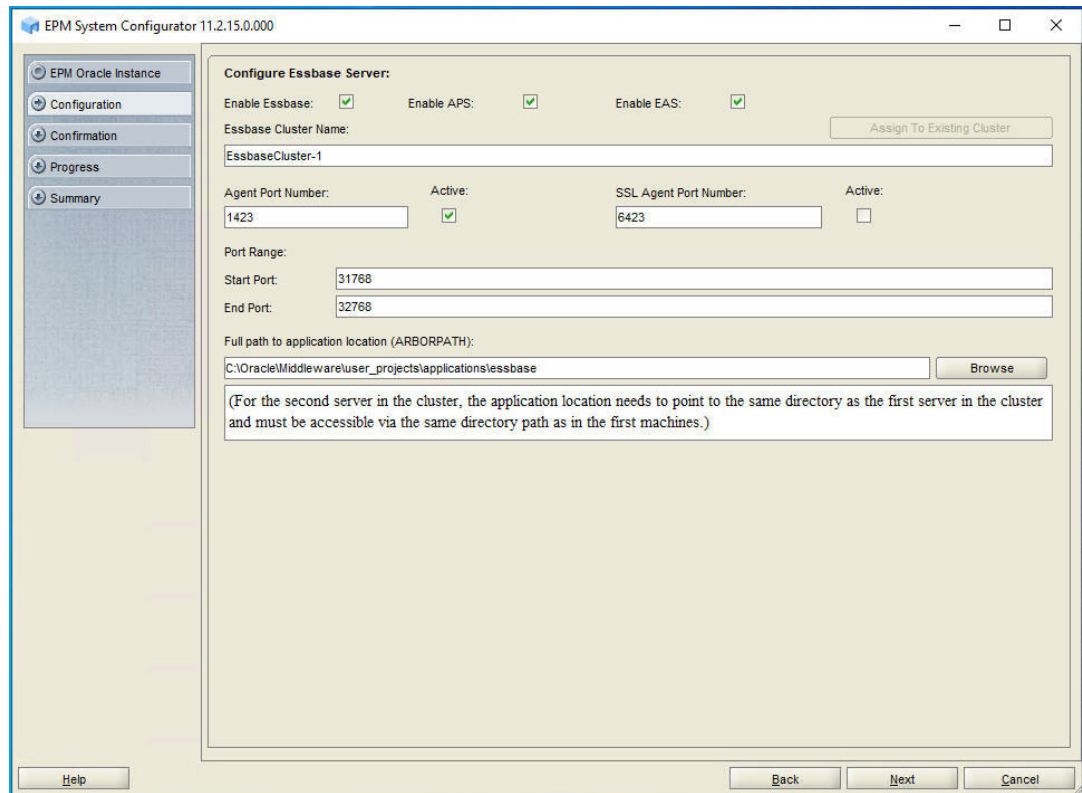 EPM System Configurator 11.2.15.0.000
EPM Oracle Instance
Configuration
Confirmation
Progress
Summary
Configure Essbase Server:
Enable Essbase: Enable APS: Enable EAS:
Essbase Cluster Name: Assign To Existing Cluster
EssbaseCluster-1
Agent Port Number: Active: SSL Agent Port Number: Active:
1423 6423
Port Range:
Start Port: 31768
End Port: 32768
Full path to application location (ARBORPATH):
C:\Oracle\Middleware\user_projects\applications\essbase Browse
(For the second server in the cluster, the application location needs to point to the same directory as the first server in the cluster
and must be accessible via the same directory path as in the first machines.)
Help Back Next Cancel